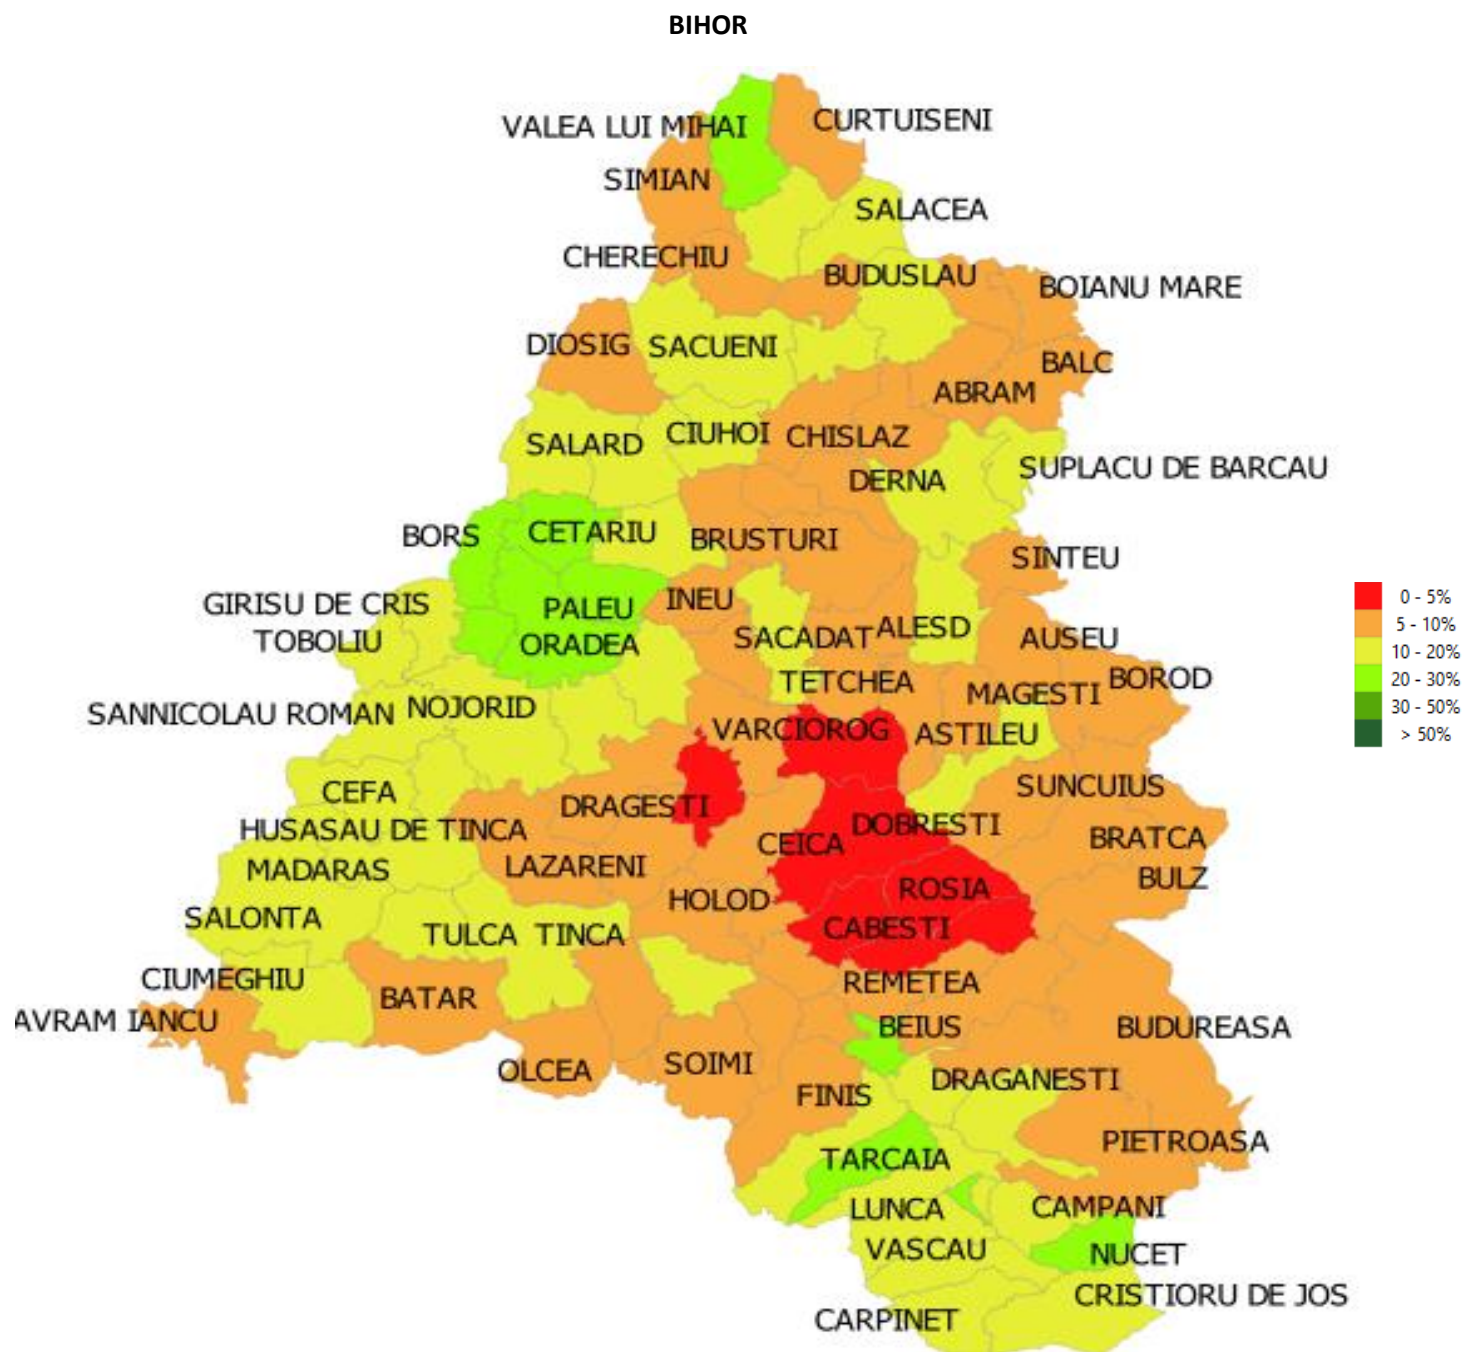 BIHOR
VALEA LUI MIHAI
CURTUISENI
SIMIAN
SALACEA
CHERECHIU
BUDUSLAU
BOIANU MARE
DIOSIG
SACUENI
BALC
ABRAM
SALARD
CIUHOI
CHISLAZ
DERNA
SUPLACU DE BARCAU
BORS
CETARIU
BRUSTURI
SINTEU
GIRISU DE CRIS
PALEU
INEU
TOBOLIU
ORADEA
SACADAT
ALESD
AUSEU
TETCHEA
MAGESTI
BOROD
SANNICOLAU ROMAN
NOJORID
VARCIOROG
ASTILEU
CEFA
DRAGESTI
SUNCUIUS
HUSASAU DE TINCA
CEICA
DOBRESTI
BRATCA
MADARAS
LAZARENI
ROSIA
BULZ
SALONTA
TULCA
TINCA
HOLOD
CABESTI
CIUMEGHIU
BATAR
REMETEA
AVRAM IANCU
BEIUS
BUDUREASA
OLCEA
SOIMI
FINIS
DRAGANESTI
PIETROASA
TARCAIA
LUNCA
CAMPANI
VASCAU
NUCET
CARPINET
CRISTIORU DE JOS
0 - 5%
5 - 10%
10 - 20%
20 - 30%
30 - 50%
> 50%